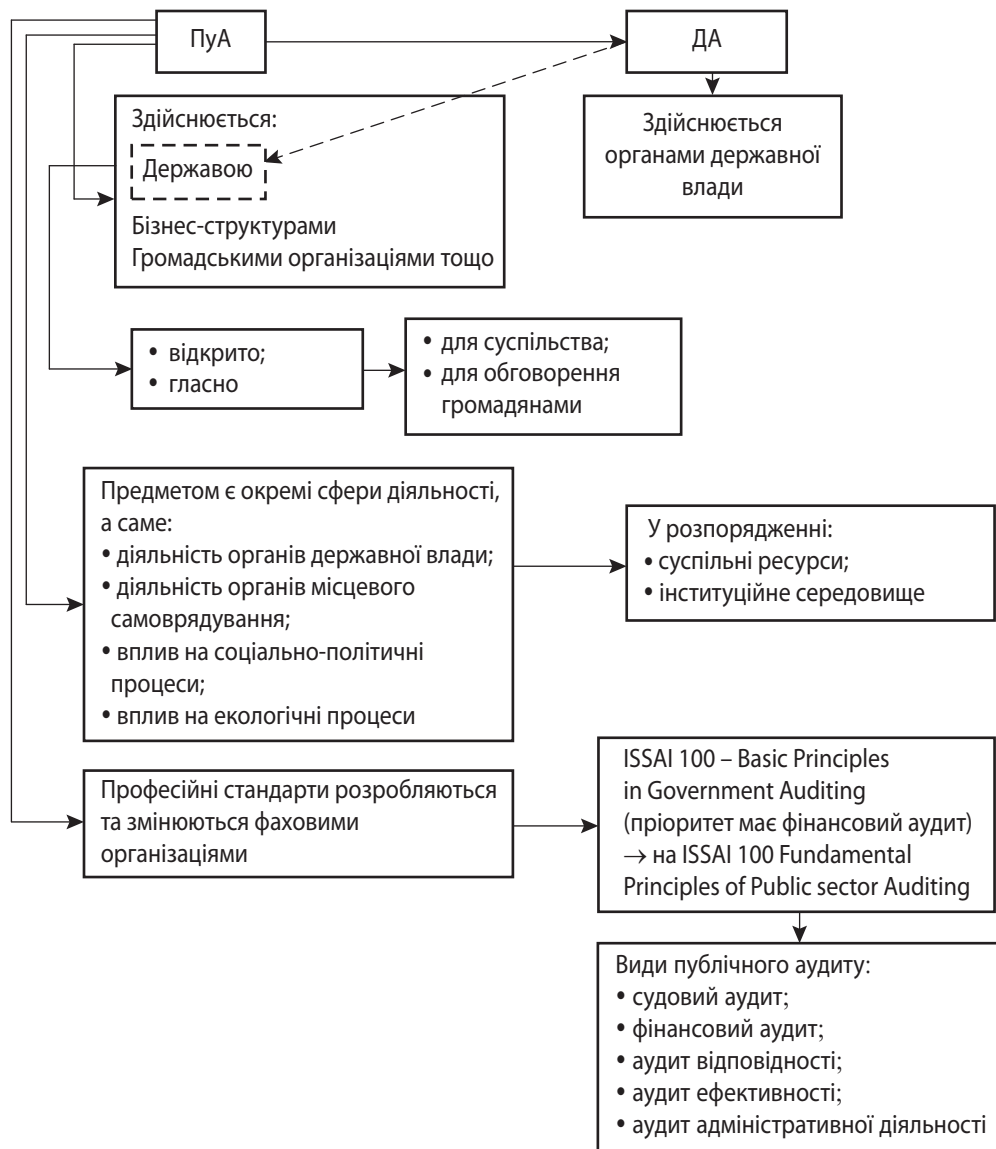 ПуА
ДА
Здійснюється:
Державою
Бізнес-структурами
Громадськими організаціями тощо
Здійснюється
органами державної
влади
• відкрито;
• гласно
• для суспільства;
• для обговорення
громадянами
Предметом є окремі сфери діяльності,
а саме:
• діяльність органів державної влади;
• діяльність органів місцевого
самоврядування;
• вплив на соціально-політичні
процеси;
• вплив на екологічні процеси
У розпорядженні:
• суспільні ресурси;
• інституційне середовище
Професійні стандарти розробляються
та змінюються фаховими
організаціями
ISSAI 100 – Basic Principles
in Government Auditing
(пріоритет має фінансовий аудит)
→ на ISSAI 100 Fundamental
Principles of Public sector Auditing
Види публічного аудиту:
• судовий аудит;
• фінансовий аудит;
• аудит відповідності;
• аудит ефективності;
• аудит адміністративної діяльності